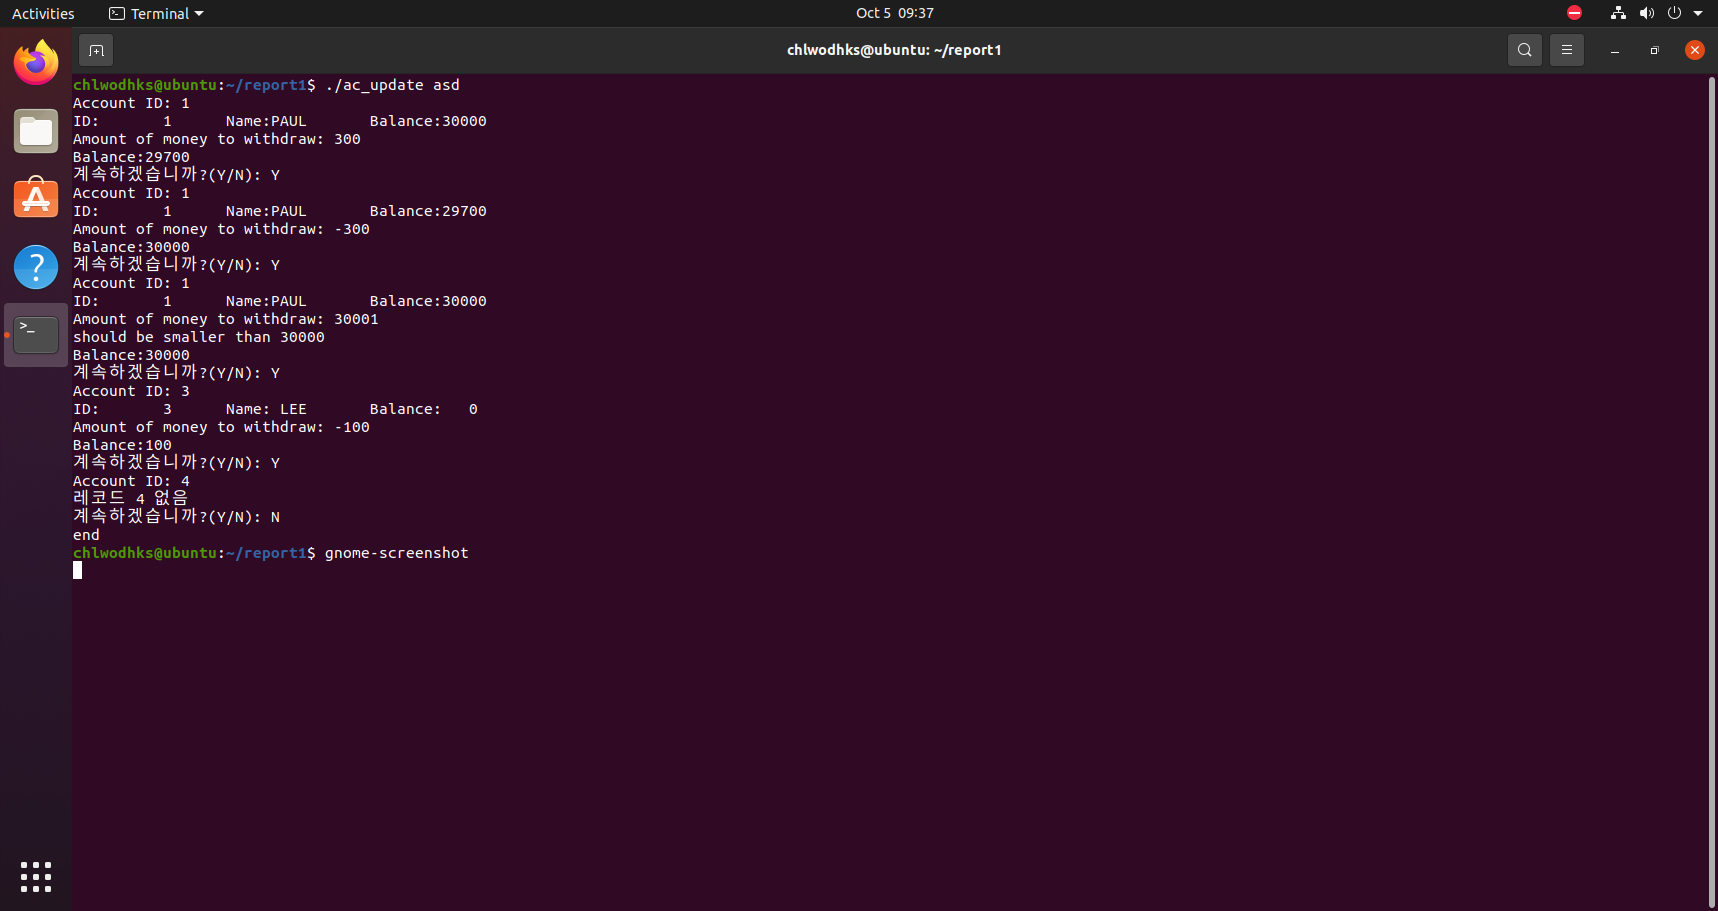 Activities Terminal Oct 5 09:37
chlwodhks@ubuntu: ~/report1
chlwodhks@ubuntu:~/report1$ ./ac_update asd
Account ID: 1
ID: 1 Name:PAUL Balance:30000
Amount of money to withdraw: 300
Balance:29700
계속하겠습니까?(Y/N): Y
Account ID: 1
ID: 1 Name:PAUL Balance:29700
Amount of money to withdraw: -300
Balance:30000
계속하겠습니까?(Y/N): Y
Account ID: 1
ID: 1 Name:PAUL Balance:30000
Amount of money to withdraw: 30001
should be smaller than 30000
Balance:30000
계속하겠습니까?(Y/N): Y
Account ID: 3
ID: 3 Name: LEE Balance: 0
Amount of money to withdraw: -100
Balance:100
계속하겠습니까?(Y/N): Y
Account ID: 4
레코드 4 없음
계속하겠습니까?(Y/N): N
end
chlwodhks@ubuntu:~/report1$ gnome-screenshot